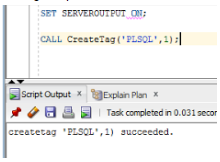 SET SERVEROUTPUT ON;
CALL CreateTag('PLSQL',1);
Script Output × Explain Plan ×
Task completed in 0.031 secon
createtag 'PLSQL',1) succeeded.